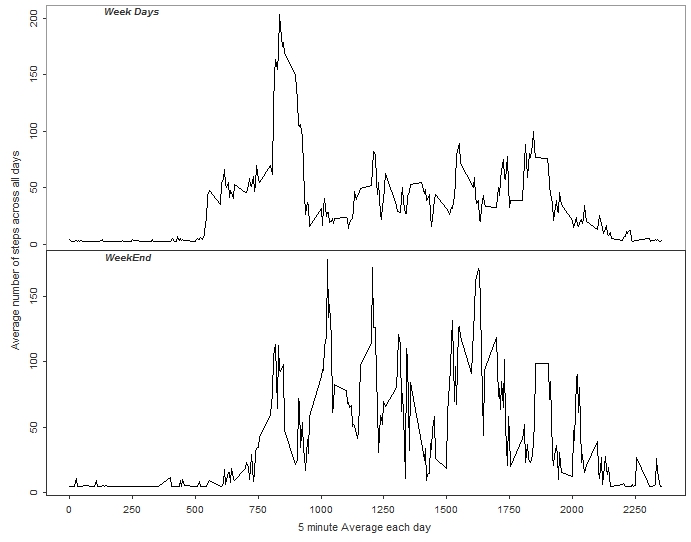 Week Days
200
150
100
50
0
WeekEnd
150
100
50
0
Average number of steps across all days
0 250 500 750 1000 1250 1500 1750 2000 2250
5 minute Average each day